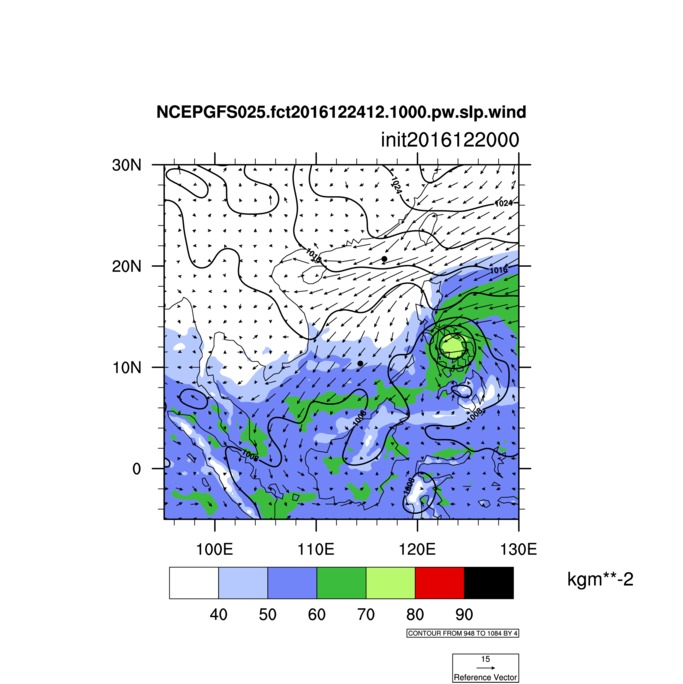 NCEPGFS025.fct2016122412.1000.pw.slp.wind
init2016122000
30N
1024
1024
20N
1016
1016
10N
1008
1008
1008
0
1008
100E 110E 120E 130E
kgm**-2
40 50 60 70 80 90
CONTOUR FROM 948 TO 1084 BY 4
15
Reference Vector